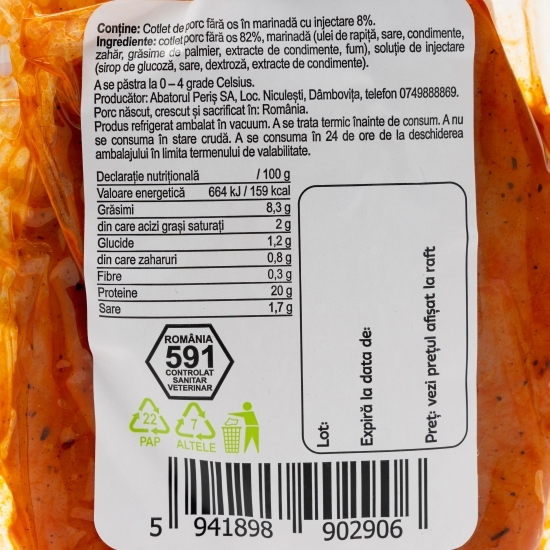 Conține: Cotlet de porc fără os în marinadă cu injectare 8%.
Ingrediente: cotlet porc fără os 82%, marinadă (ulei de rapiță, sare, condimente,
zahăr, grăsime de palmier, extracte de condimente, fum), soluție de injectare
(sirop de glucoză, sare, dextroză, extracte de condimente).
A se păstra la 0 – 4 grade Celsius.
Producător: Abatorul Periș SA, Loc. Niculești, Dâmbovița, telefon 0749888869.
Porc născut, crescut și sacrificat în: România.
Produs refrigerat ambalat în vacuum. A se trata termic înainte de consum. A nu
se consuma în stare crudă. A se consuma în 24 de ore de la deschiderea
ambalajului în limita termenului de valabilitate.
Declarație nutrițională / 100 g
Valoare energetică 664 kJ / 159 kcal
Grăsimi 8,3 g
din care acizi grași saturați 2 g
Glucide 1,2 g
din care zaharuri 0,8 g
Fibre 0,3 g
Proteine 20 g
Sare 1,7 g
ROMÂNIA
591
CONTROLAT
SANITAR
VETERINAR
22
PAP
7
ALTELE
Lot:
Expiră la data de:
Preț: vezi prețul afișat la raft
5 941898 902906